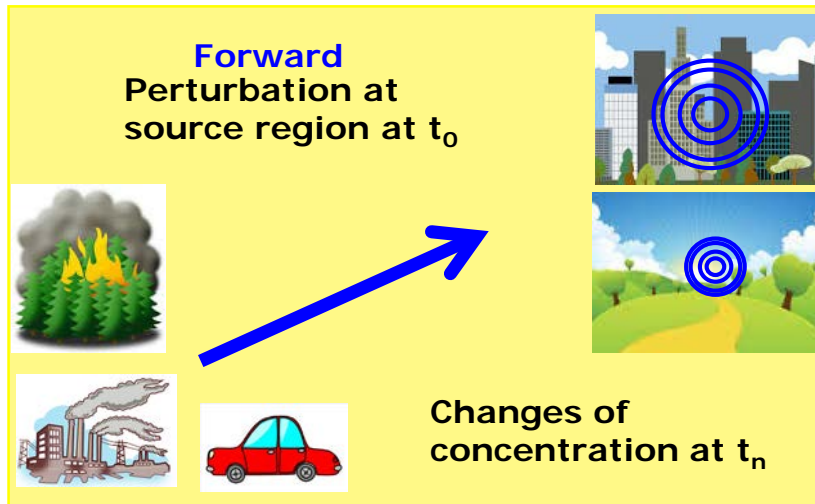 Forward
Perturbation at
source region at t₀
Changes of
concentration at tₙ